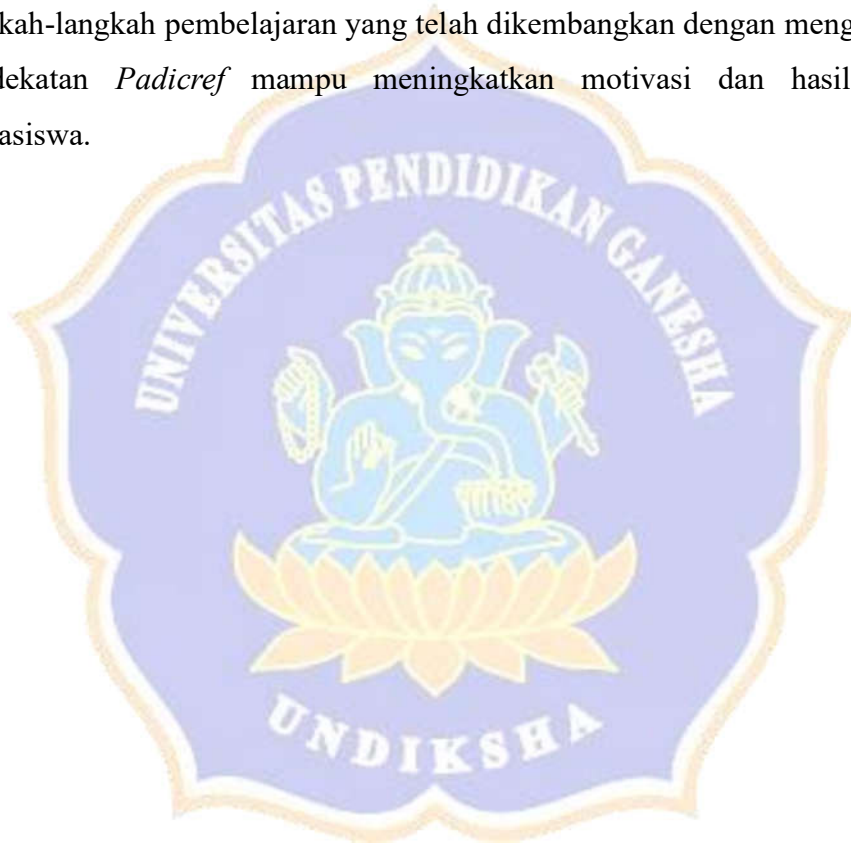 kah-langkah pembelajaran yang telah dikembangkan dengan meng
dekatan Padicref mampu meningkatkan motivasi dan hasil
asiswa.
UNIVERSITAS PENDIDIKAN GANESHA
UNDIKSHA